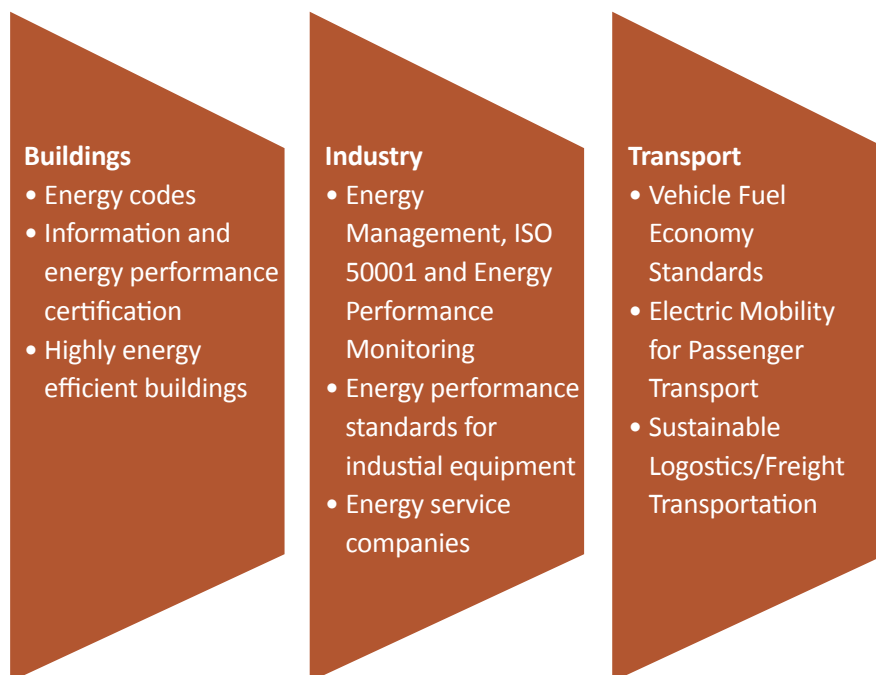 Buildings
• Energy codes
• Information and
energy performance
certification
• Highly energy
efficient buildings
Industry
• Energy
Management, ISO
50001 and Energy
Performance
Monitoring
• Energy performance
standards for
industial equipment
• Energy service
companies
Transport
• Vehicle Fuel
Economy
Standards
• Electric Mobility
for Passenger
Transport
• Sustainable
Logostics/Freight
Transportation